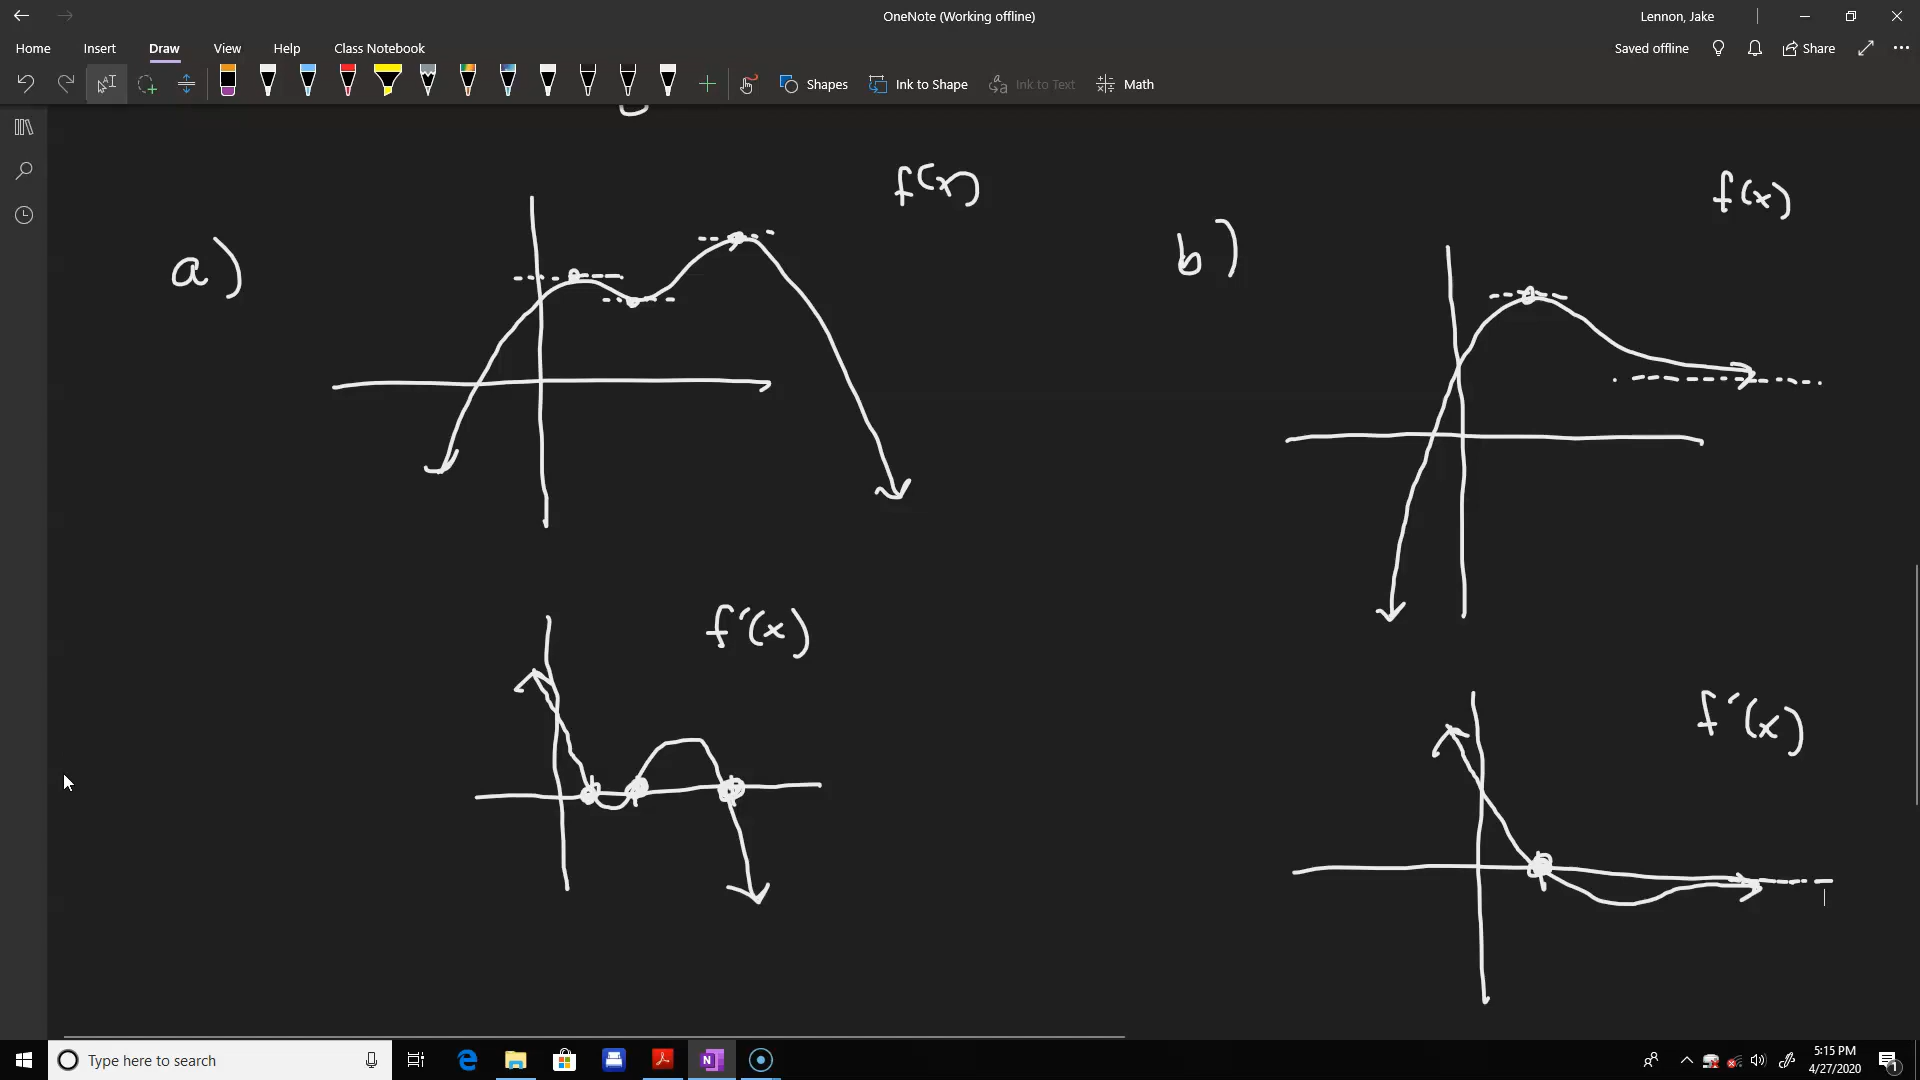 OneNote (Working offline)
Lennon, Jake
Home Insert Draw View Help Class Notebook
Saved offline Share
Shapes Ink to Shape Ink to Text Math
f(x)
f(x)
a)
b)
f'(x)
f'(x)
Type here to search
5:15 PM
4/27/2020